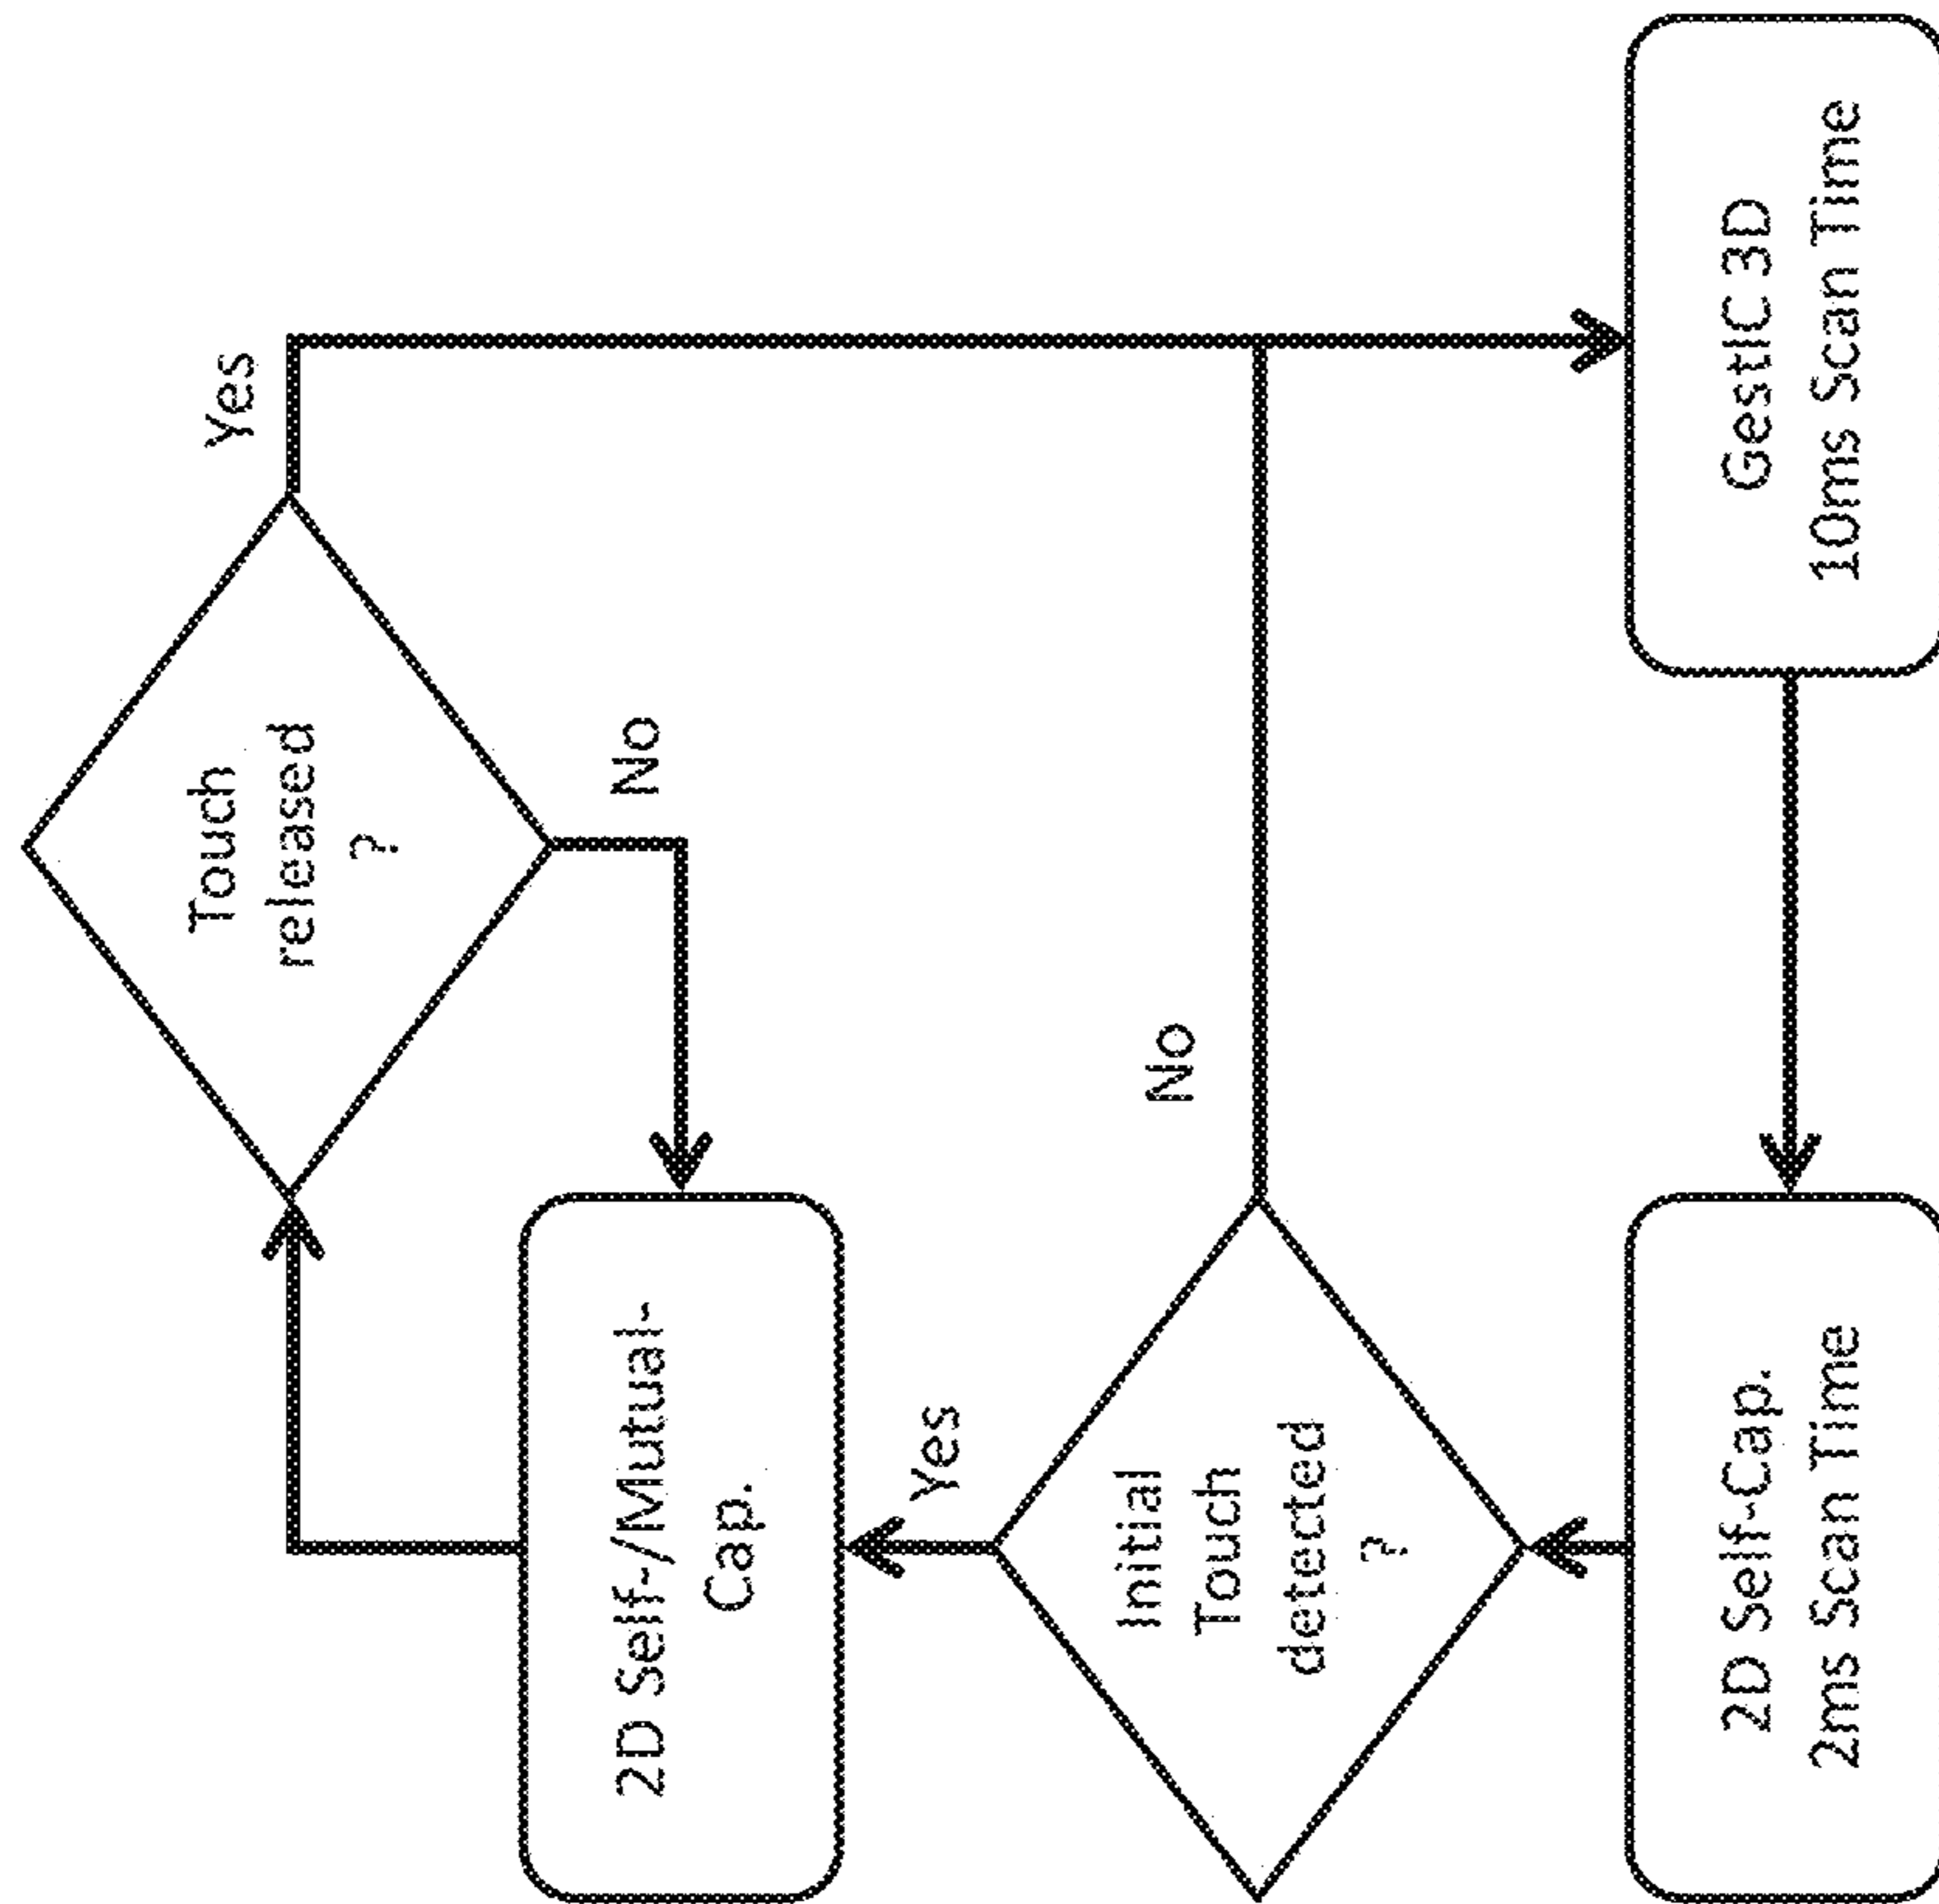 Touch
released
?
Yes
No
2D Self-/Mutual-
Cap.
Yes
Initial
Touch
detected
?
No
2D Self-Cap.
2ms Scan Time
GestIC 3D
10ms Scan Time